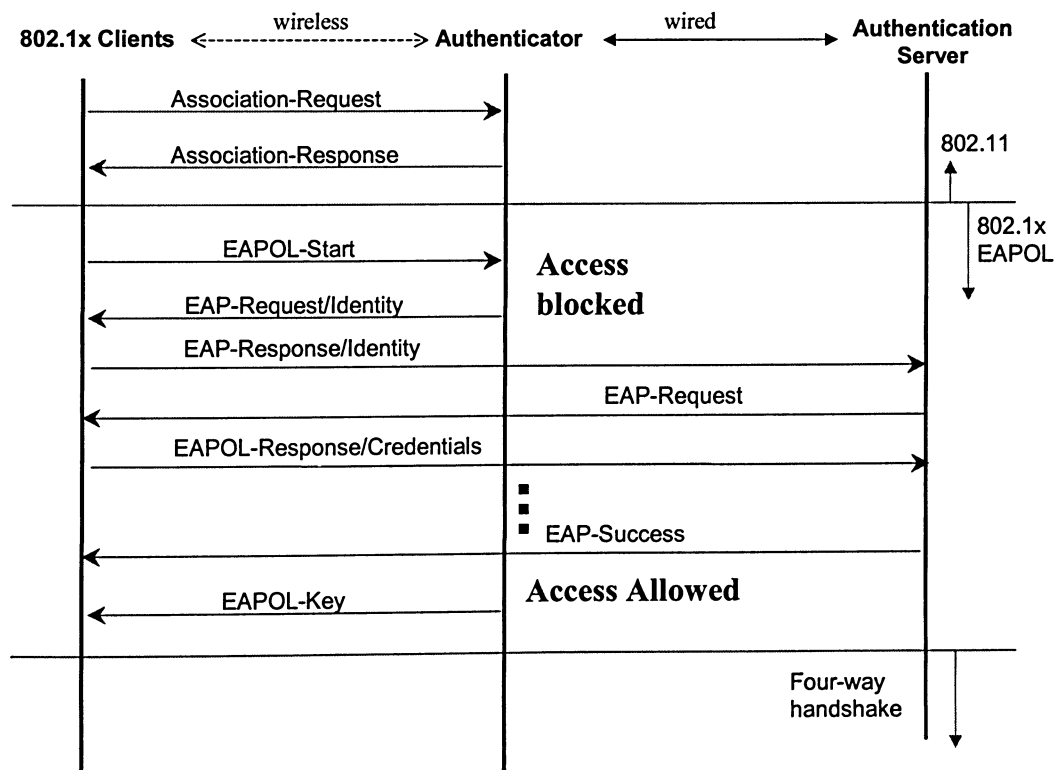 802.1x Clients
wireless
Authenticator
wired
Authentication
Server
Association-Request
Association-Response
802.11
802.1x
EAPOL
EAPOL-Start
Access
blocked
EAP-Request/Identity
EAP-Response/Identity
EAP-Request
EAPOL-Response/Credentials
EAP-Success
Access Allowed
EAPOL-Key
Four-way
handshake